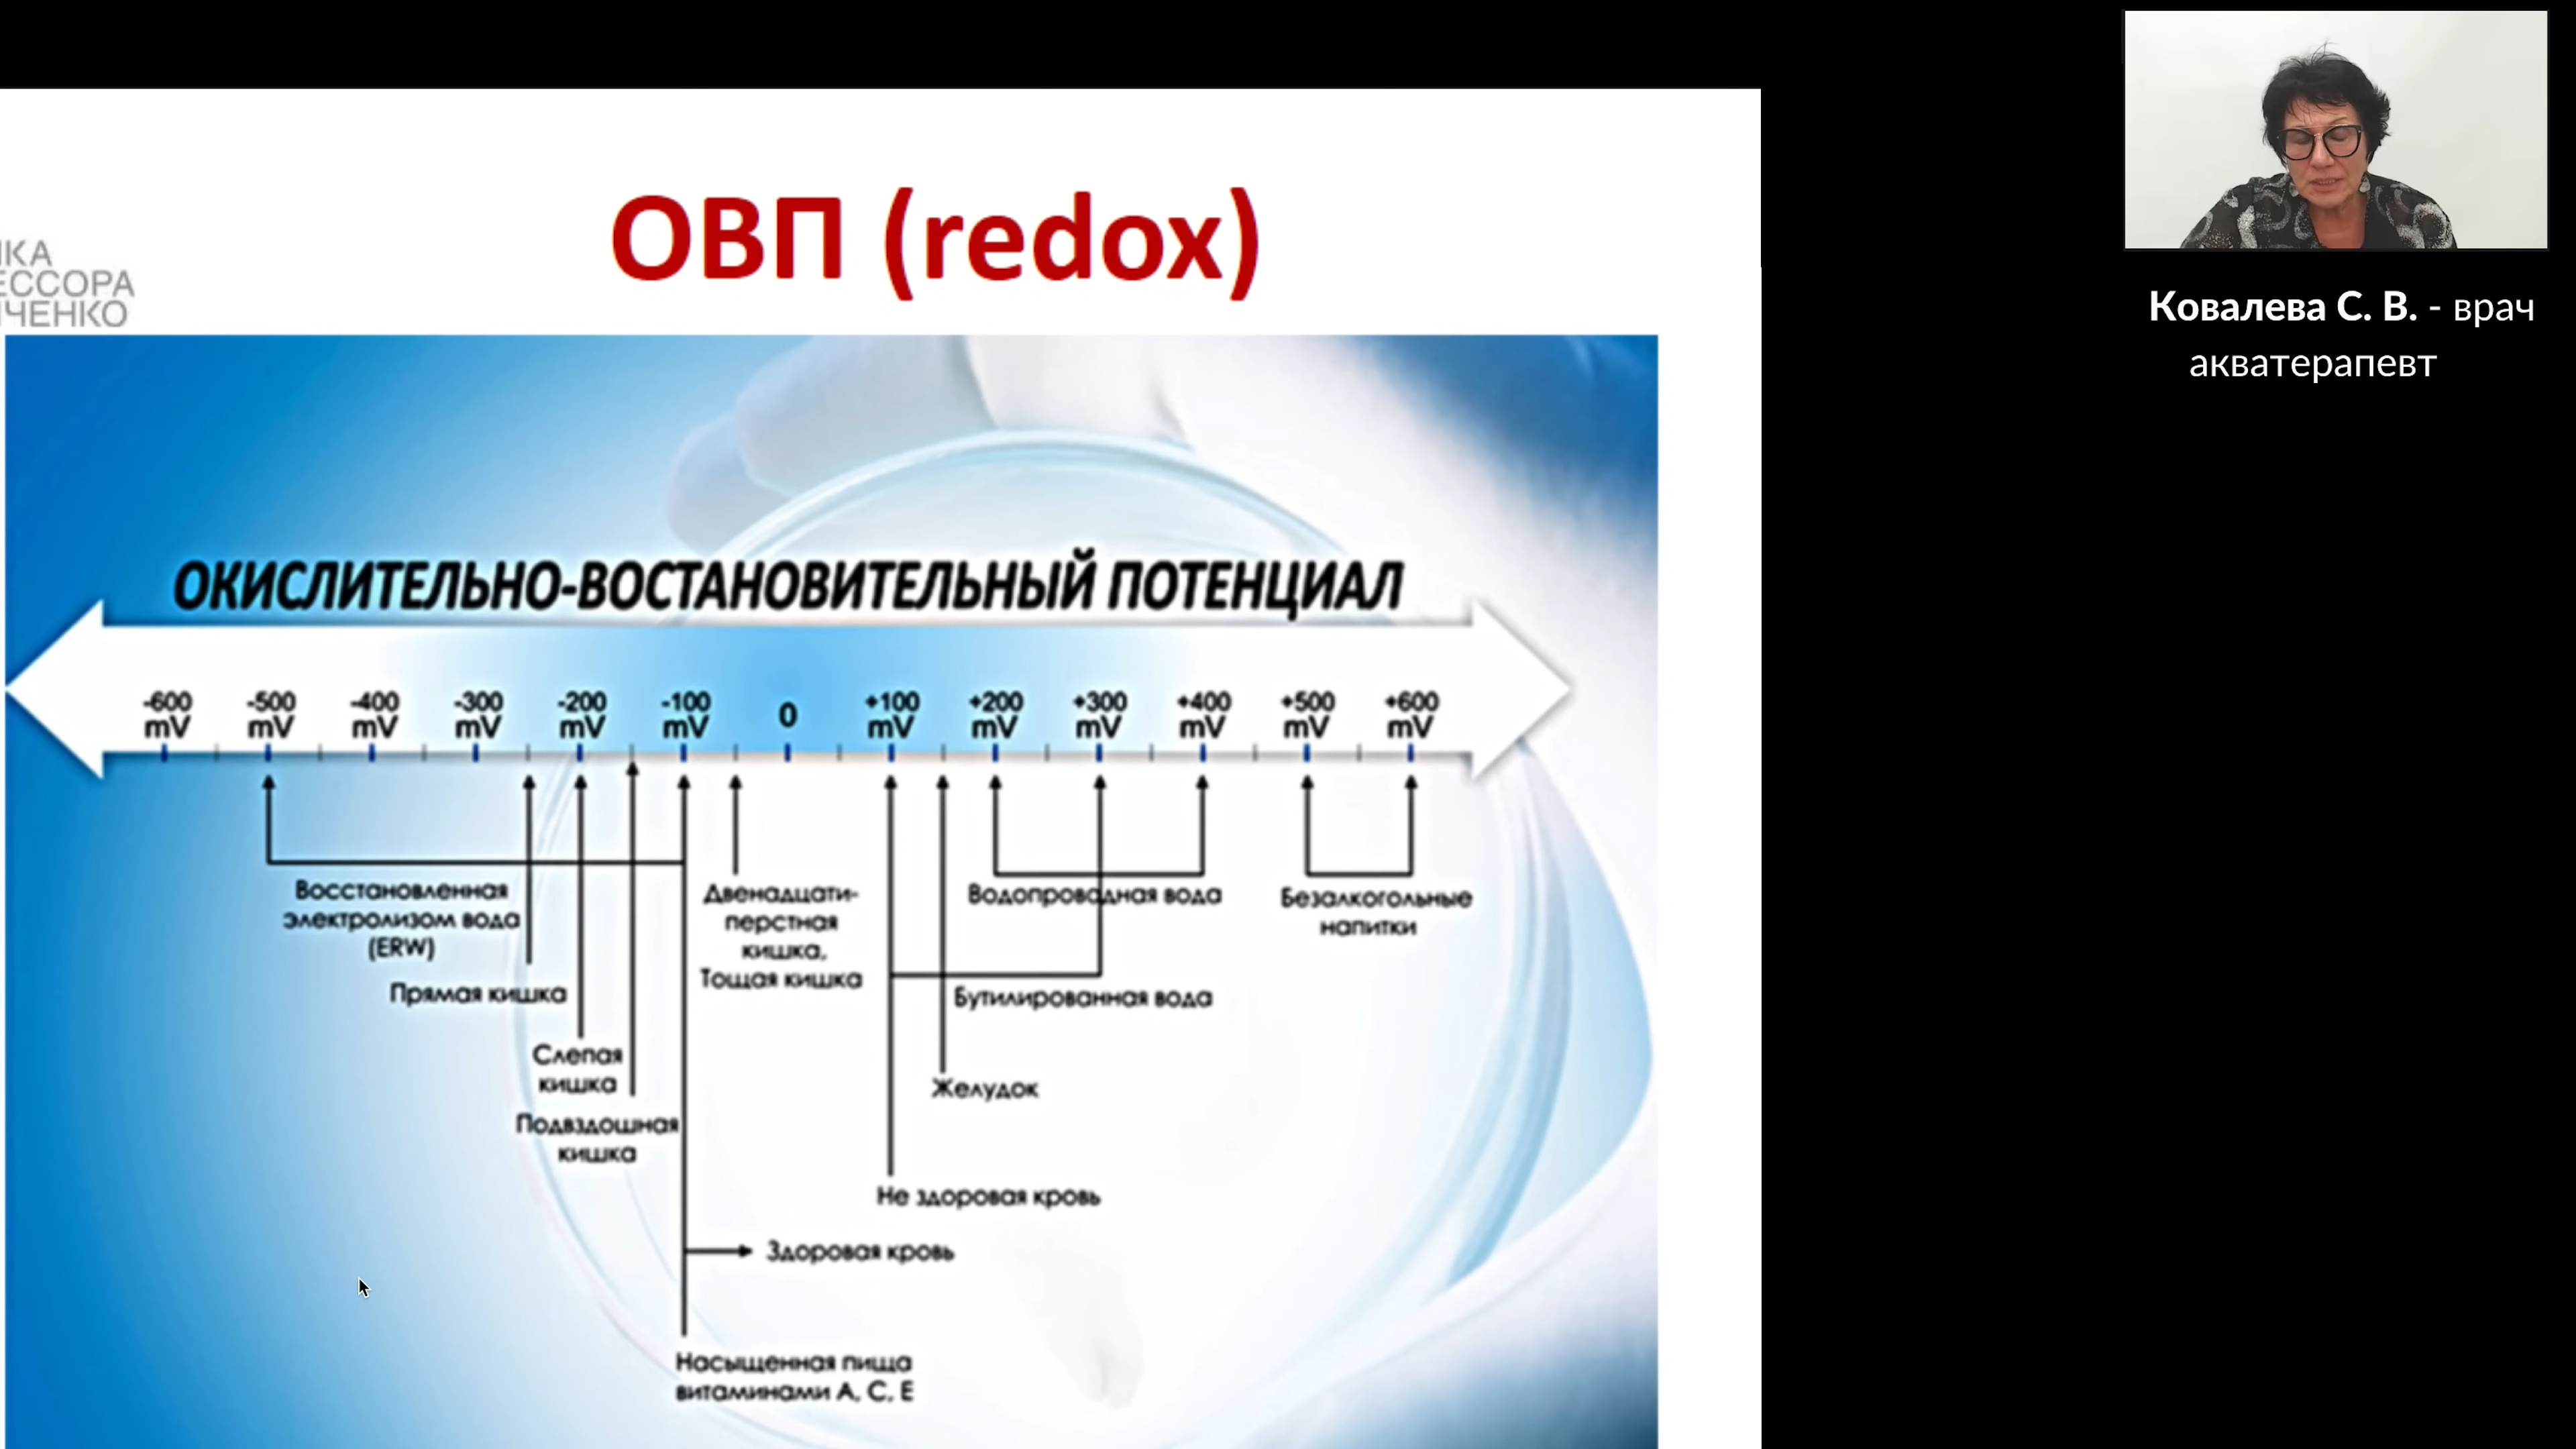 ОВП (redox)
Ковалева С. В. - врач
акватерапевт
ИКА
ЕССОРА
ЧЕНКО
ОКИСЛИТЕЛЬНО-ВОСТАНОВИТЕЛЬНЫЙ ПОТЕНЦИАЛ
-600 -500 -400 -300 -200 -100 0 +100 +200 +300 +400 +500 +600
mV mV mV mV mV mV mV mV mV mV mV mV
Восстановленная
электролизом вода
(ERW)
Прямая кишка
Слепая
кишка
Подвздошная
кишка
Двенадцати-
перстная
кишка,
Тощая кишка
Водопроводная вода
Безалкогольные
напитки
Бутилированная вода
Желудок
Не здоровая кровь
Здоровая кровь
Насыщенная пища
витаминами А, С, Е